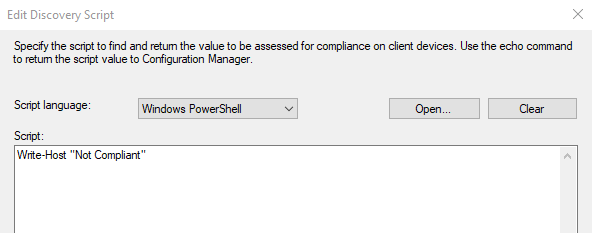 Edit Discovery Script
Specify the script to find and return the value to be assessed for compliance on client devices. Use the echo command
to return the script value to Configuration Manager.
Script language:
Windows PowerShell
Open...
Clear
Script:
Write-Host "Not Compliant"